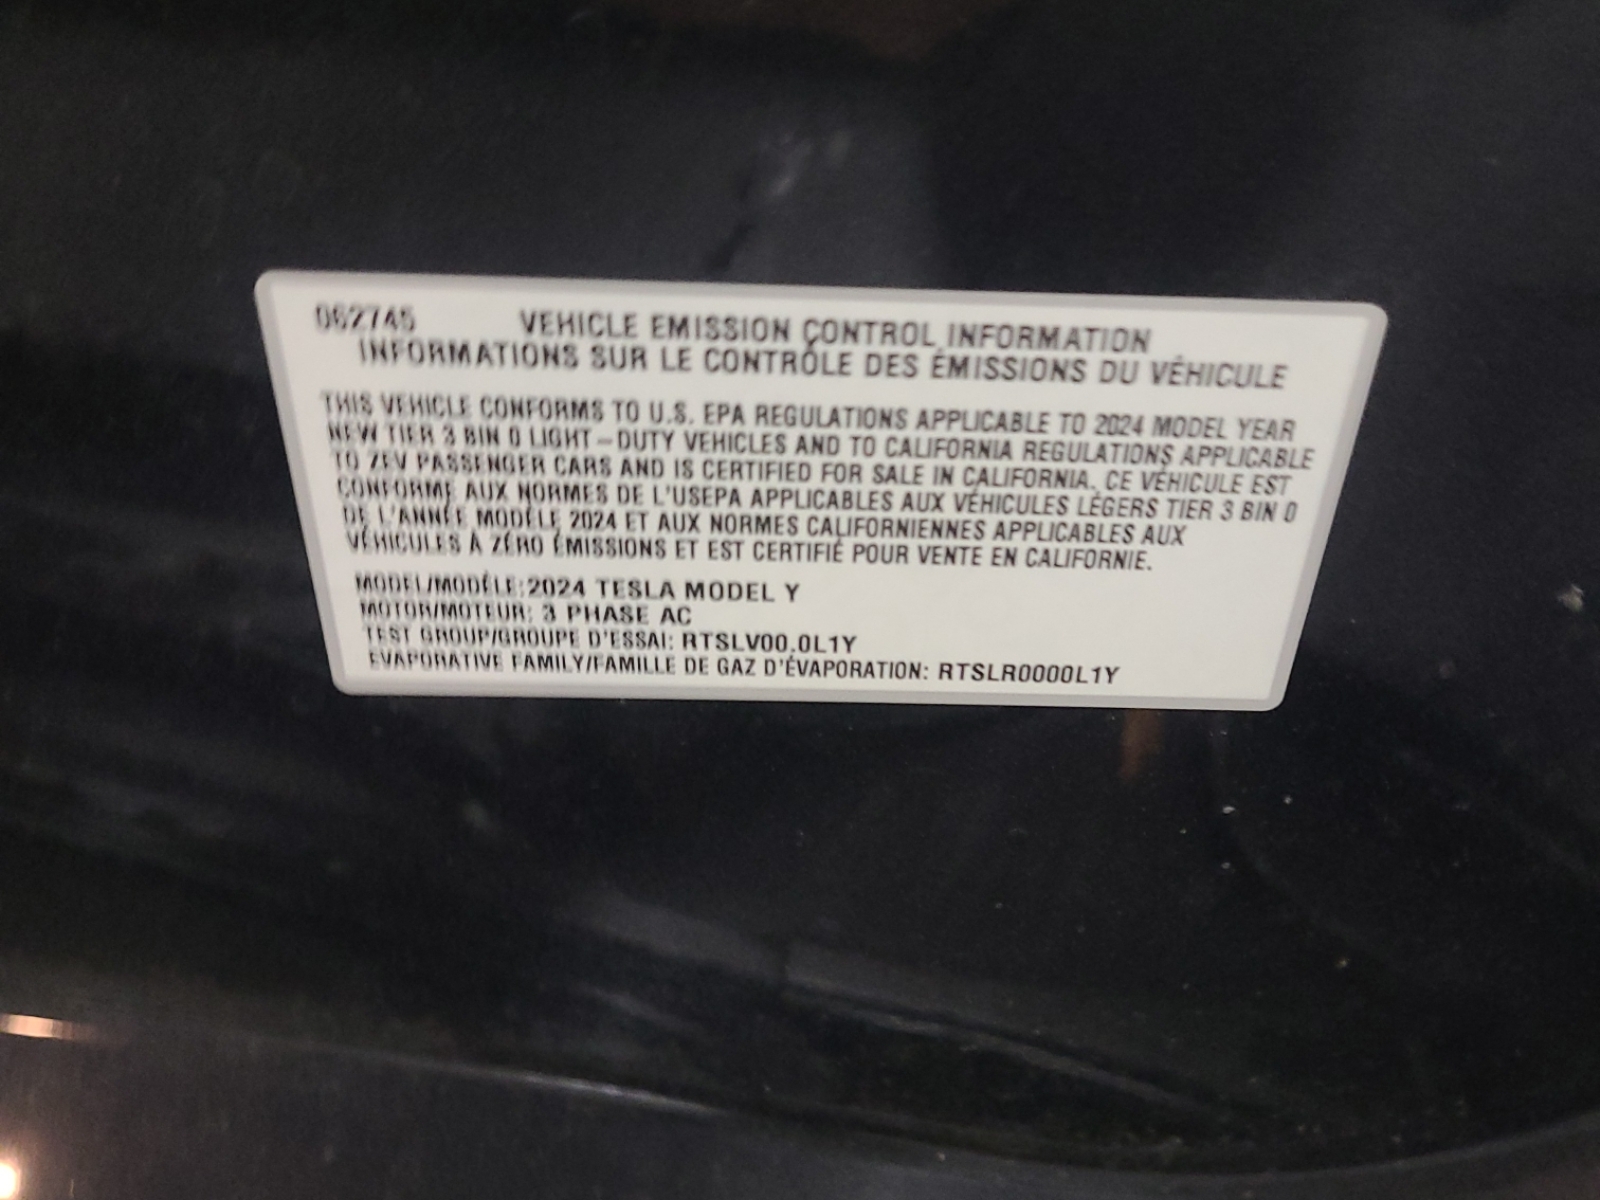 062745 VEHICLE EMISSION CONTROL INFORMATION
INFORMATIONS SUR LE CONTRÔLE DES ÉMISSIONS DU VÉHICULE
THIS VEHICLE CONFORMS TO U.S. EPA REGULATIONS APPLICABLE TO 2024 MODEL YEAR
NEW TIER 3 BIN 0 LIGHT-DUTY VEHICLES AND TO CALIFORNIA REGULATIONS APPLICABLE
TO ZEV PASSENGER CARS AND IS CERTIFIED FOR SALE IN CALIFORNIA. CE VÉHICULE EST
CONFORME AUX NORMES DE L'USEPA APPLICABLES AUX VÉHICULES LÉGERS TIER 3 BIN 0
DE L'ANNÉE MODÈLE 2024 ET AUX NORMES CALIFORNIENNES APPLICABLES AUX
VÉHICULES À ZÉRO ÉMISSIONS ET EST CERTIFIÉ POUR VENTE EN CALIFORNIE.
MODEL/MODÈLE: 2024 TESLA MODEL Y
MOTOR/MOTEUR: 3 PHASE AC
TEST GROUP/GROUPE D'ESSAI: RTSLV00.0L1Y
EVAPORATIVE FAMILY/FAMILLE DE GAZ D'ÉVAPORATION: RTSLR0000L1Y